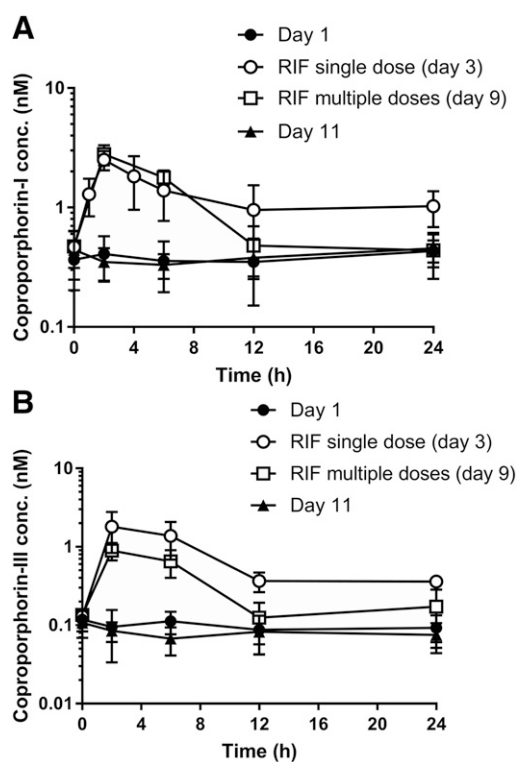 A
Day 1
RIF single dose (day 3)
RIF multiple doses (day 9)
Day 11
Coproporphorin-I conc. (nM)
10
1
0.1
0 4 8 12 16 20 24
Time (h)
B
Day 1
RIF single dose (day 3)
RIF multiple doses (day 9)
Day 11
Coproporphorin-III conc. (nM)
10
1
0.1
0.01
0 4 8 12 16 20 24
Time (h)